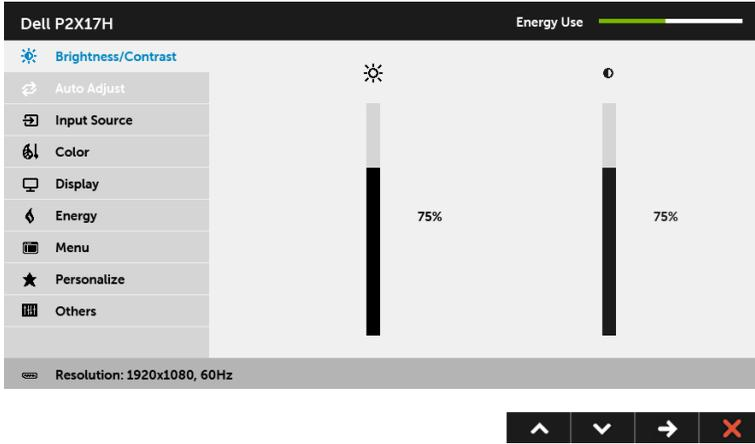 Dell P2X17H
Energy Use
Brightness/Contrast
Auto Adjust
Input Source
Color
Display
Energy
Menu
Personalize
Others
75%
75%
Resolution: 1920x1080, 60Hz